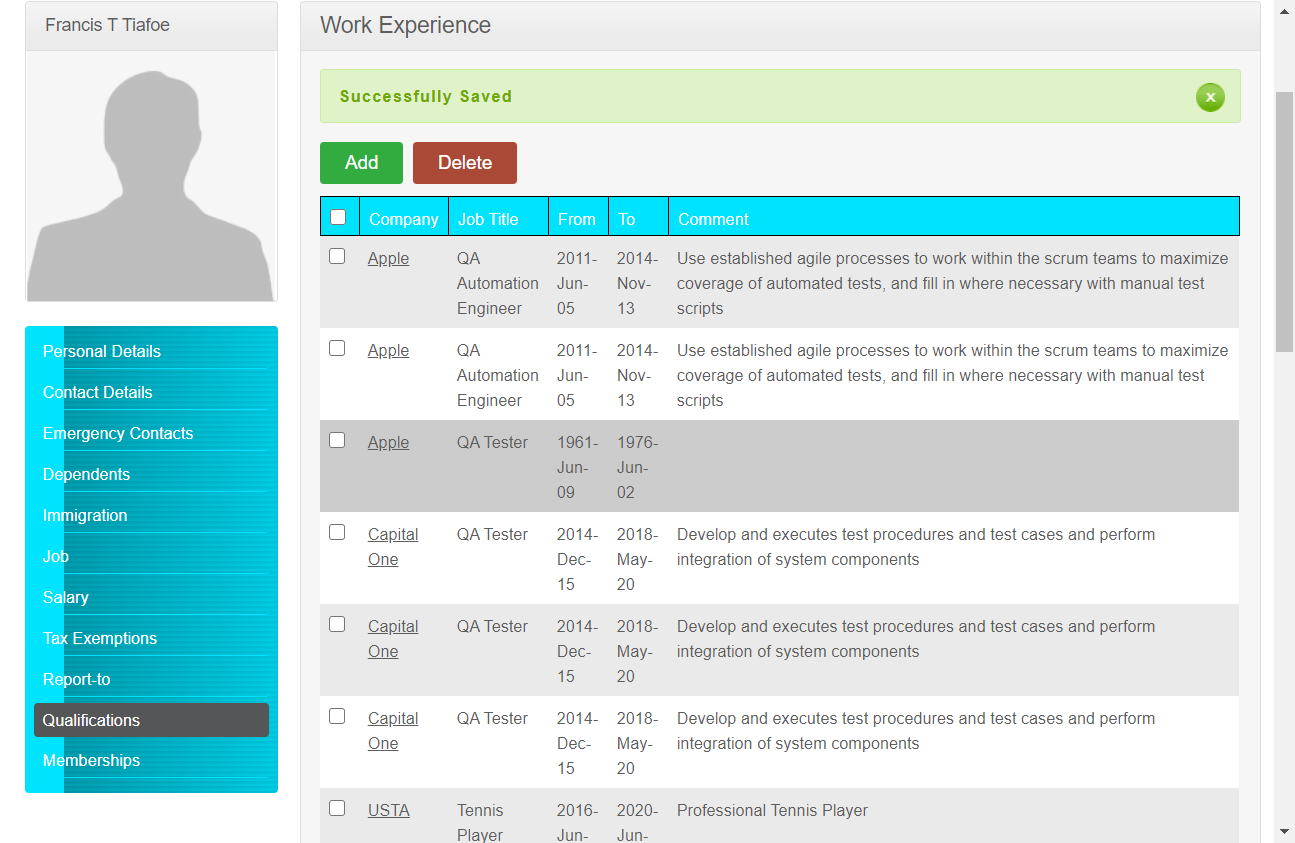 Francis T Tiafoe
Work Experience
Successfully Saved
x
Add Delete
Personal Details
Contact Details
Emergency Contacts
Dependents
Immigration
Job
Salary
Tax Exemptions
Report-to
Qualifications
Memberships
Company Job Title From To Comment
Apple QA 2011- 2014- Use established agile processes to work within the scrum teams to maximize
Automation Jun- Nov- coverage of automated tests, and fill in where necessary with manual test
Engineer 05 13 scripts
Apple QA 2011- 2014- Use established agile processes to work within the scrum teams to maximize
Automation Jun- Nov- coverage of automated tests, and fill in where necessary with manual test
Engineer 05 13 scripts
Apple QA Tester 1961- 1976-
Jun- Jun-
09 02
Capital QA Tester 2014- 2018- Develop and executes test procedures and test cases and perform
One Dec- May- integration of system components
15 20
Capital QA Tester 2014- 2018- Develop and executes test procedures and test cases and perform
One Dec- May- integration of system components
15 20
Capital QA Tester 2014- 2018- Develop and executes test procedures and test cases and perform
One Dec- May- integration of system components
15 20
USTA Tennis 2016- 2020- Professional Tennis Player
Player Jun- Jun-